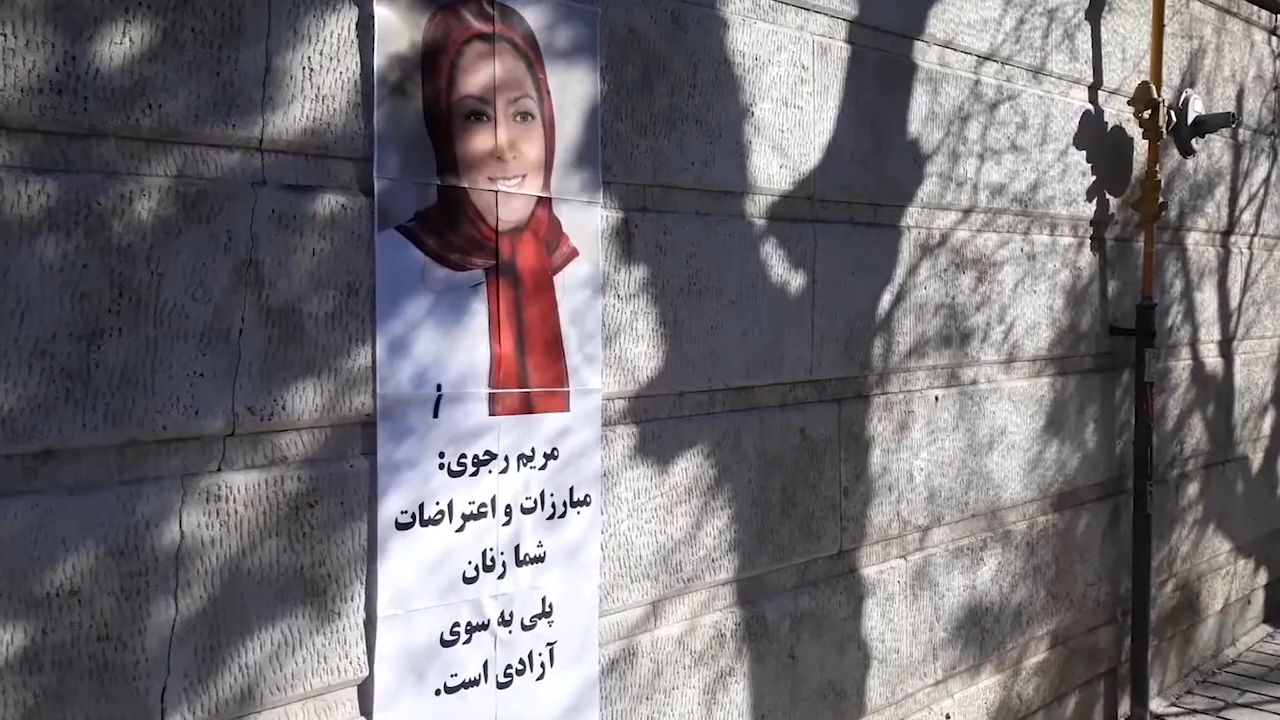 مریم رجوی:
مبارزات و اعتراضات
شما زنان
پلی به سوی
آزادی است.